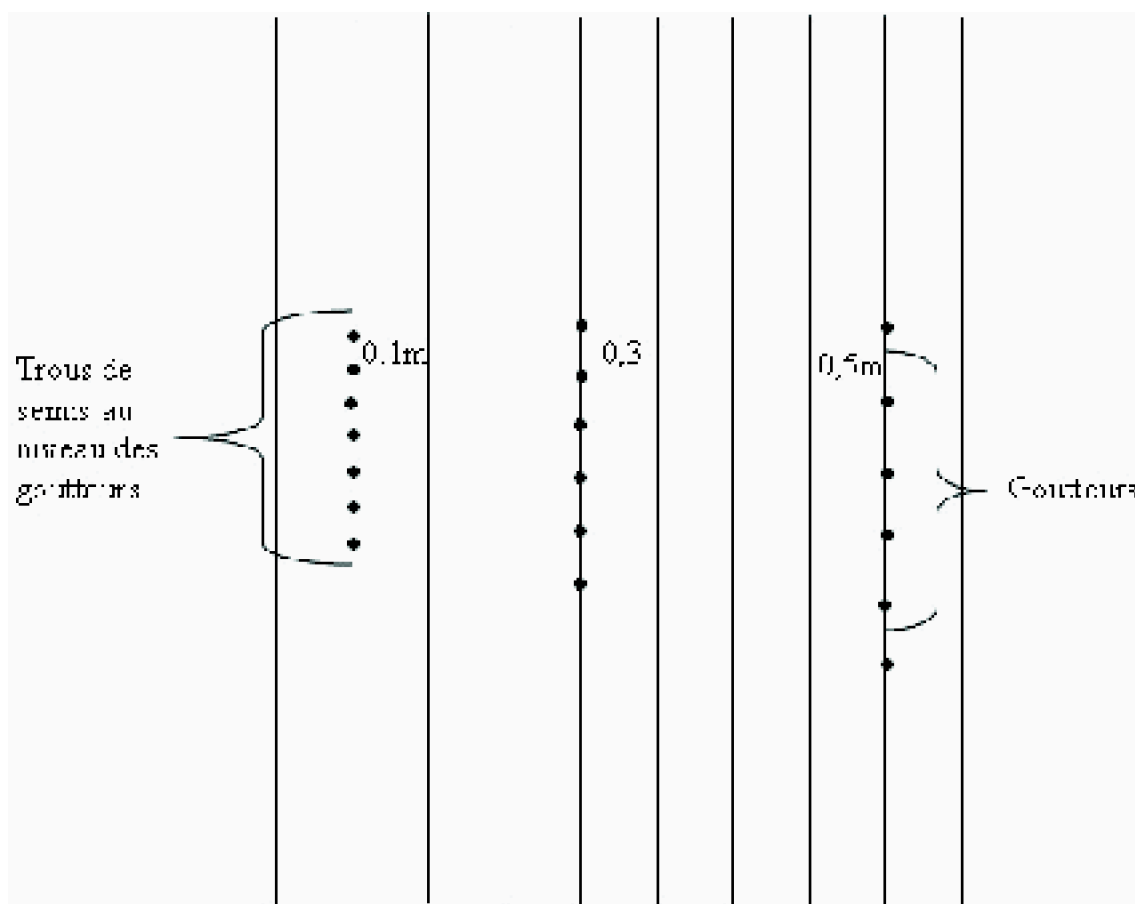 Trous de
semis au
niveau des
goutteurs
0.1m
0,3
0,5m
Goutteurs